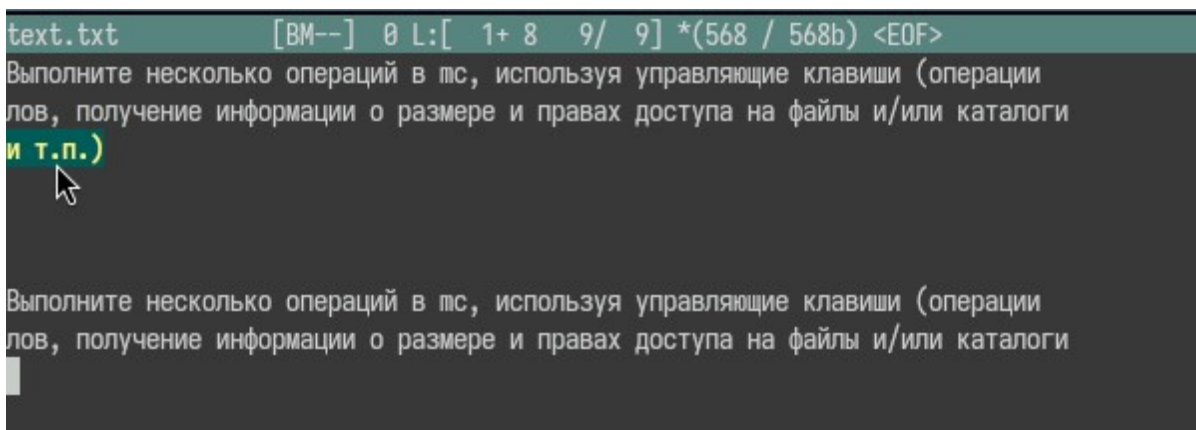 text.txt [BM--] 0 L:[ 1+ 8 9/ 9] *(568 / 568b) <EOF>
Выполните несколько операций в mc, используя управляющие клавиши (операции
лов, получение информации о размере и правах доступа на файлы и/или каталоги
и т.п.)
Выполните несколько операций в mc, используя управляющие клавиши (операции
лов, получение информации о размере и правах доступа на файлы и/или каталоги